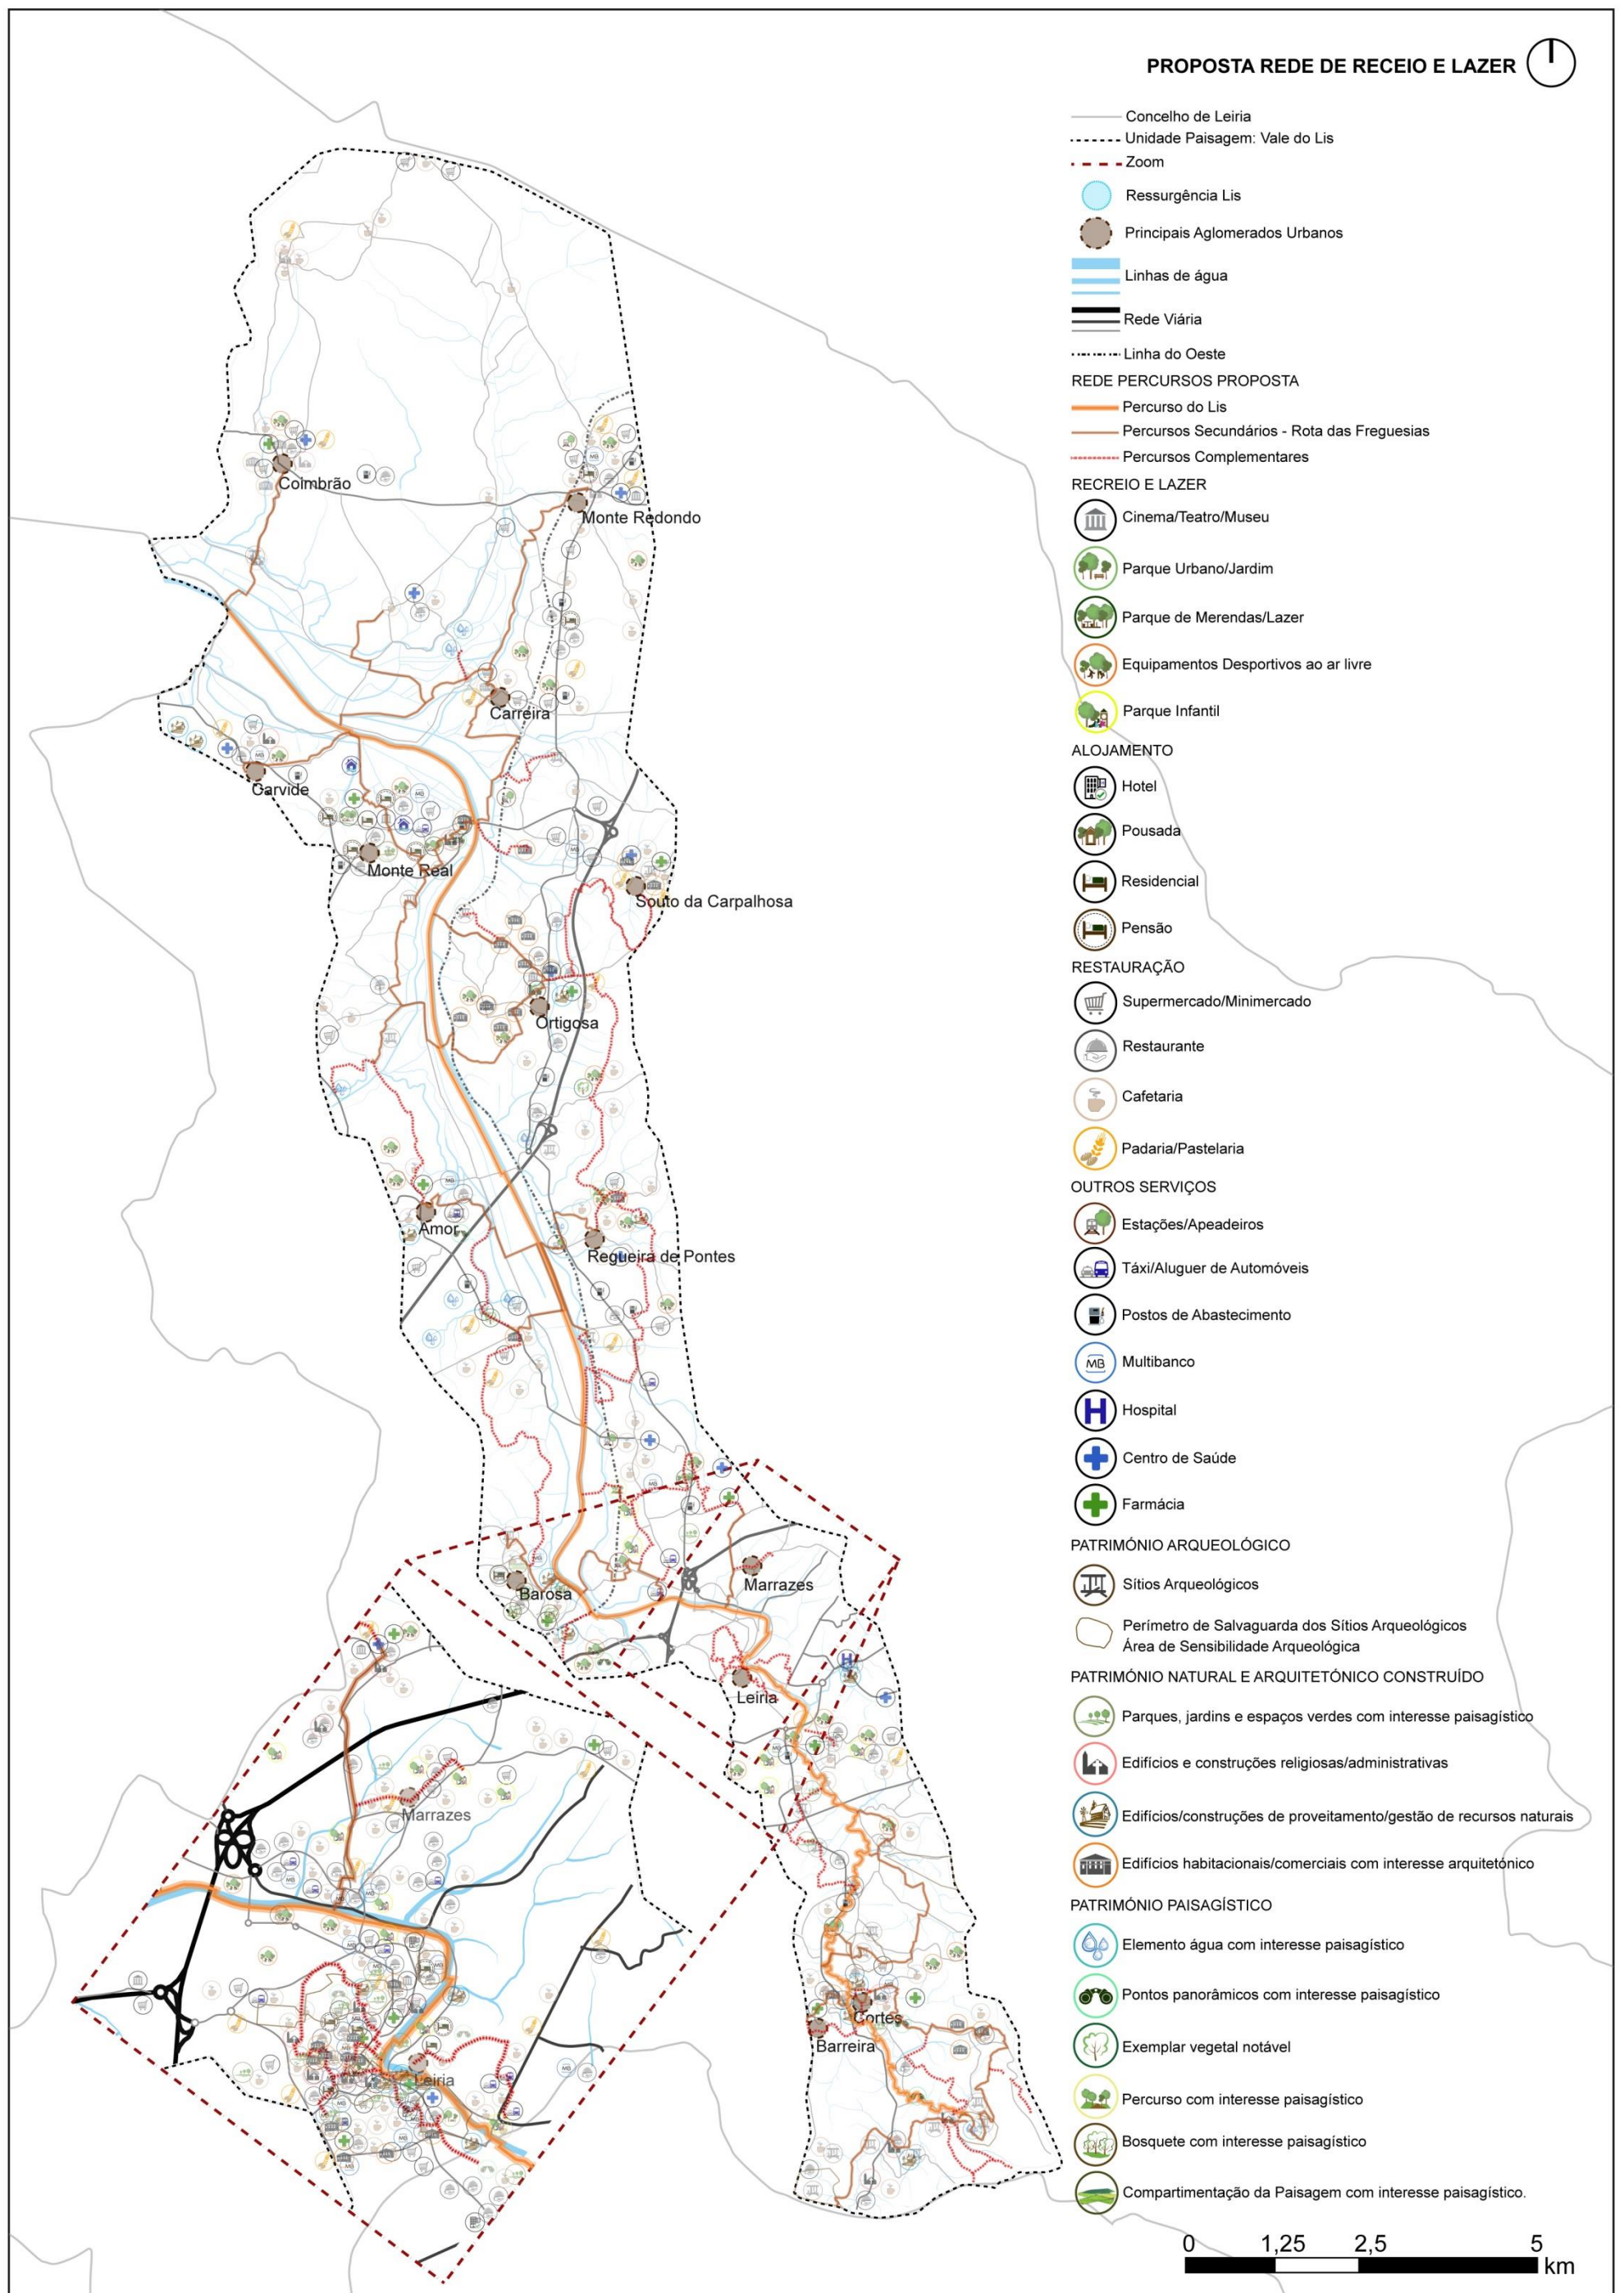 PROPOSTA REDE DE RECEIO E LAZER
Concelho de Leiria
Unidade Paisagem: Vale do Lis
Zoom
Ressurgência Lis
Principais Aglomerados Urbanos
Linhas de água
Rede Viária
Linha do Oeste
REDE PERCURSOS PROPOSTA
Percurso do Lis
Percursos Secundários - Rota das Freguesias
Percursos Complementares
RECREIO E LAZER
Cinema/Teatro/Museu
Parque Urbano/Jardim
Parque de Merendas/Lazer
Equipamentos Desportivos ao ar livre
Parque Infantil
ALOJAMENTO
Hotel
Pousada
Residencial
Pensão
RESTAURAÇÃO
Supermercado/Minimercado
Restaurante
Cafetaria
Padaria/Pastelaria
OUTROS SERVIÇOS
Estações/Apeadeiros
Táxi/Aluguer de Automóveis
Postos de Abastecimento
MB Multibanco
H Hospital
Centro de Saúde
Farmácia
PATRIMÓNIO ARQUEOLÓGICO
Sítios Arqueológicos
Perímetro de Salvaguarda dos Sítios Arqueológicos
Área de Sensibilidade Arqueológica
PATRIMÓNIO NATURAL E ARQUITETÓNICO CONSTRUÍDO
Parques, jardins e espaços verdes com interesse paisagístico
Edifícios e construções religiosas/administrativas
Edifícios/construções de proveitamento/gestão de recursos naturais
Edifícios habitacionais/comerciais com interesse arquitetónico
PATRIMÓNIO PAISAGÍSTICO
Elemento água com interesse paisagístico
Pontos panorâmicos com interesse paisagístico
Exemplar vegetal notável
Percurso com interesse paisagístico
Bosquete com interesse paisagístico
Compartimentação da Paisagem com interesse paisagístico.
0 1,25 2,5 5
km
Coimbrão
Monte Redondo
Carreira
Carvide
Monte Real
Souto da Carpalhosa
Ortigosa
Amor
Regueira de Pontes
Barosa
Marrazes
Leiria
Marrazes
Leiria
Cortes
Barreira